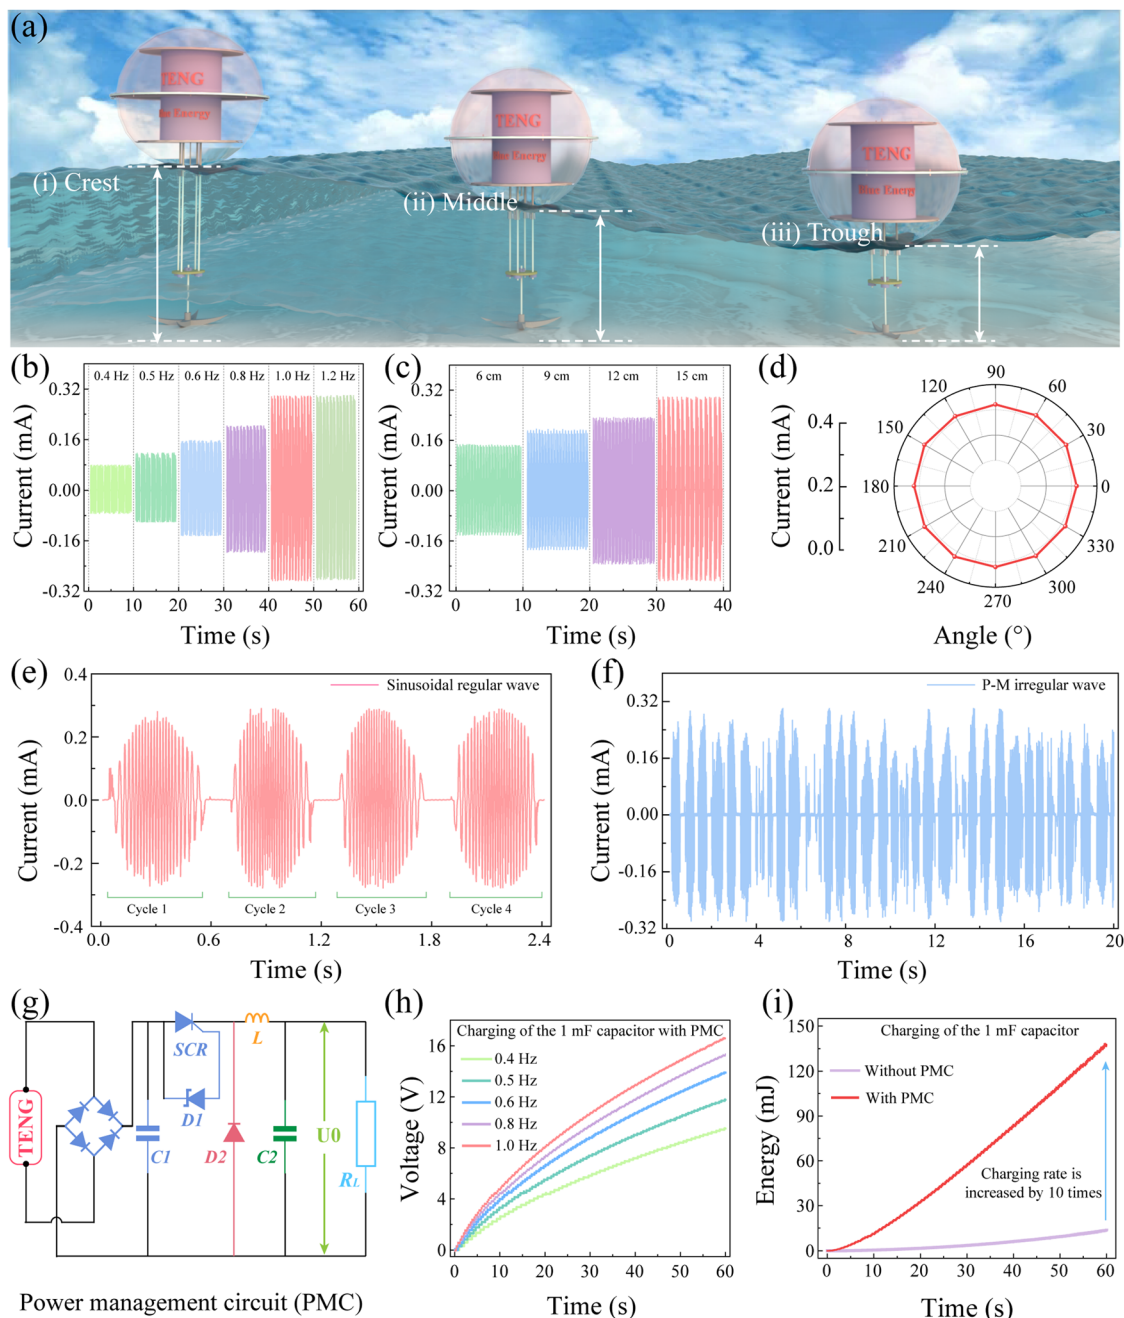 (a)
TENG
Blue Energy
TENG
Blue Energy
TENG
Blue Energy
(i) Crest
(ii) Middle
(iii) Trough
(b)
0.4 Hz 0.5 Hz 0.6 Hz 0.8 Hz 1.0 Hz 1.2 Hz
0.32
0.16
0.00
-0.16
-0.32
Current (mA)
0 10 20 30 40 50 60
Time (s)
(c)
6 cm 9 cm 12 cm 15 cm
0.32
0.16
0.00
-0.16
-0.32
Current (mA)
0 10 20 30 40
Time (s)
(d)
0.4
0.2
0.0
Current (mA)
90
120 60
150 30
180 0
210 330
240 300
270
Angle (°)
(e)
Sinusoidal regular wave
0.4
0.2
0.0
-0.2
-0.4
Current (mA)
Cycle 1 Cycle 2 Cycle 3 Cycle 4
0.0 0.6 1.2 1.8 2.4
Time (s)
(f)
P-M irregular wave
0.32
0.16
0.00
-0.16
-0.32
Current (mA)
0 4 8 12 16 20
Time (s)
(g)
TENG
SCR
L
D1
C1
D2
C2
U0
RL
Power management circuit (PMC)
(h)
Charging of the 1 mF capacitor with PMC
0.4 Hz
0.5 Hz
0.6 Hz
0.8 Hz
1.0 Hz
16
12
8
4
0
Voltage (V)
0 10 20 30 40 50 60
Time (s)
(i)
Charging of the 1 mF capacitor
Without PMC
With PMC
Charging rate is
increased by 10 times
150
120
90
60
30
0
Energy (mJ)
0 10 20 30 40 50 60
Time (s)